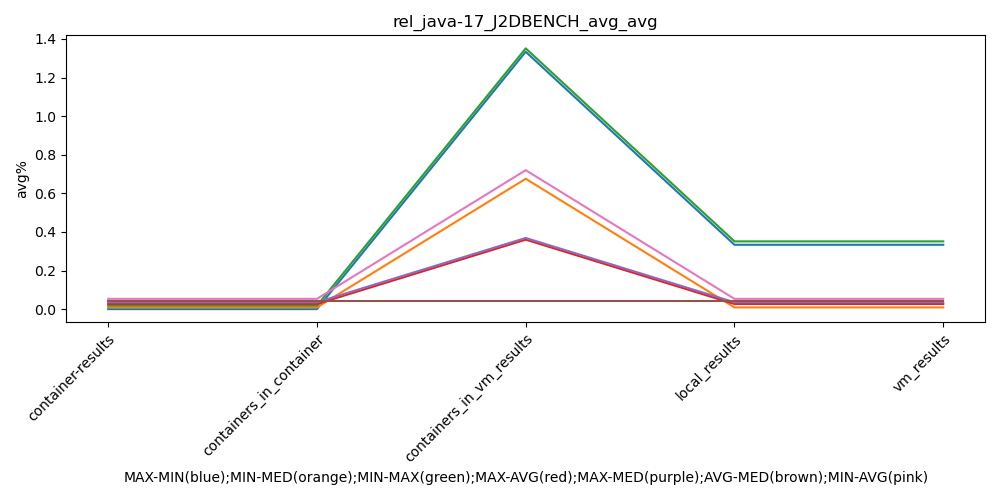 rel_java-17_J2DBENCH_avg_avg
1.4
1.2
1.0
0.8
0.6
0.4
0.2
0.0
avg%
container-results
containers_in_container
containers_in_vm_results
local_results
vm_results
MAX-MIN(blue);MIN-MED(orange);MIN-MAX(green);MAX-AVG(red);MAX-MED(purple);AVG-MED(brown);MIN-AVG(pink)